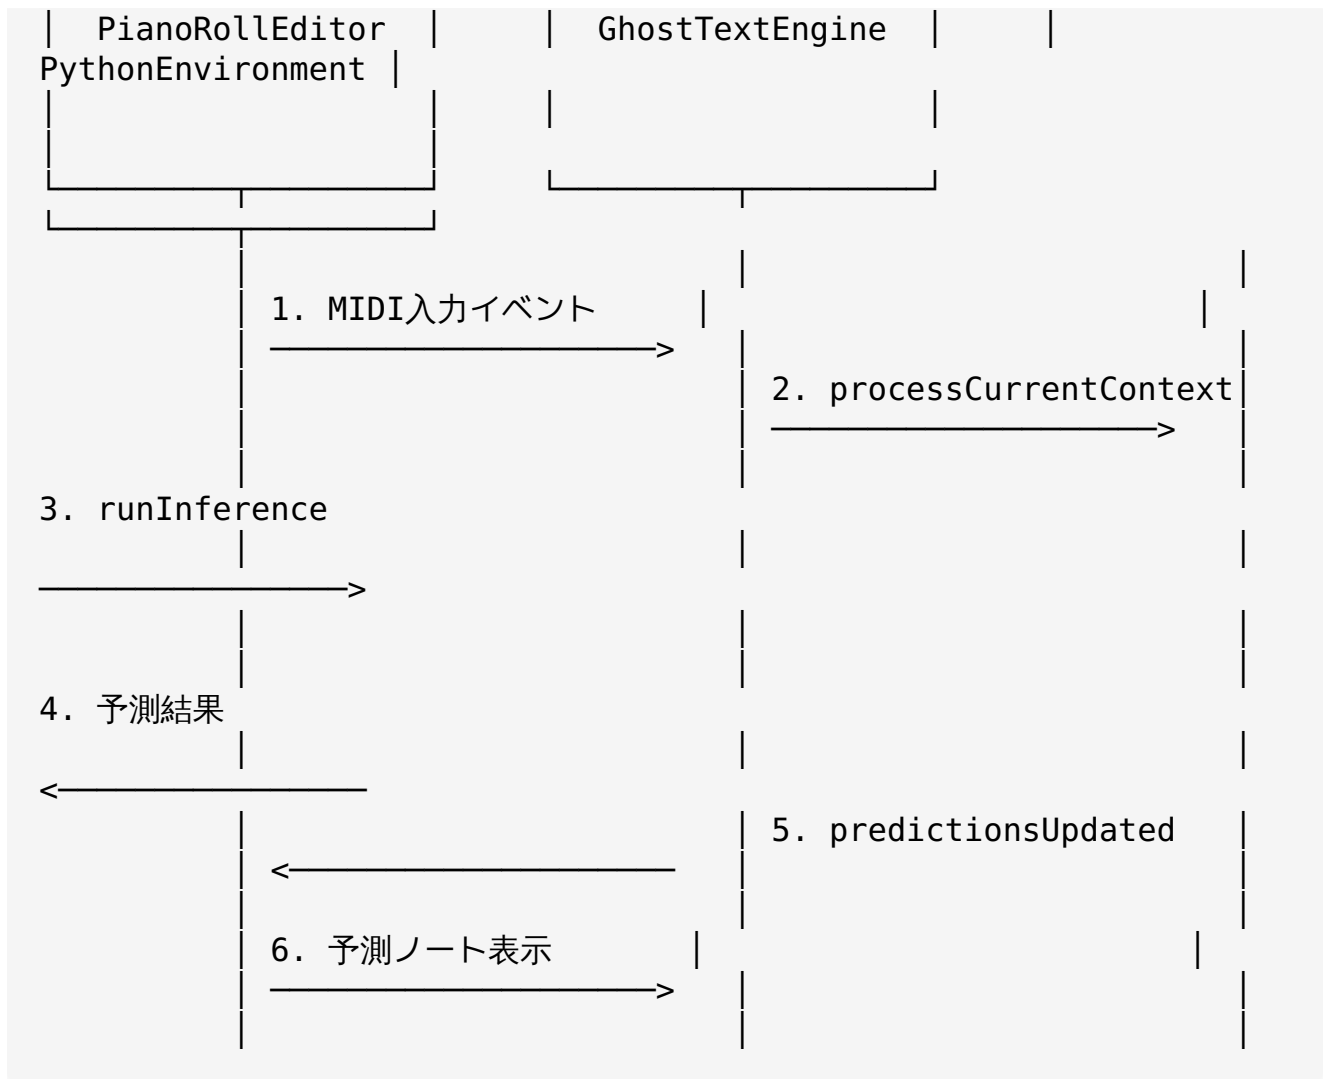 PianoRollEditor GhostTextEngine
PythonEnvironment
1. MIDI入力イベント
>
2. processCurrentContext
>
3. runInference
>
4. 予測結果
<
5. predictionsUpdated
<
6. 予測ノート表示
>